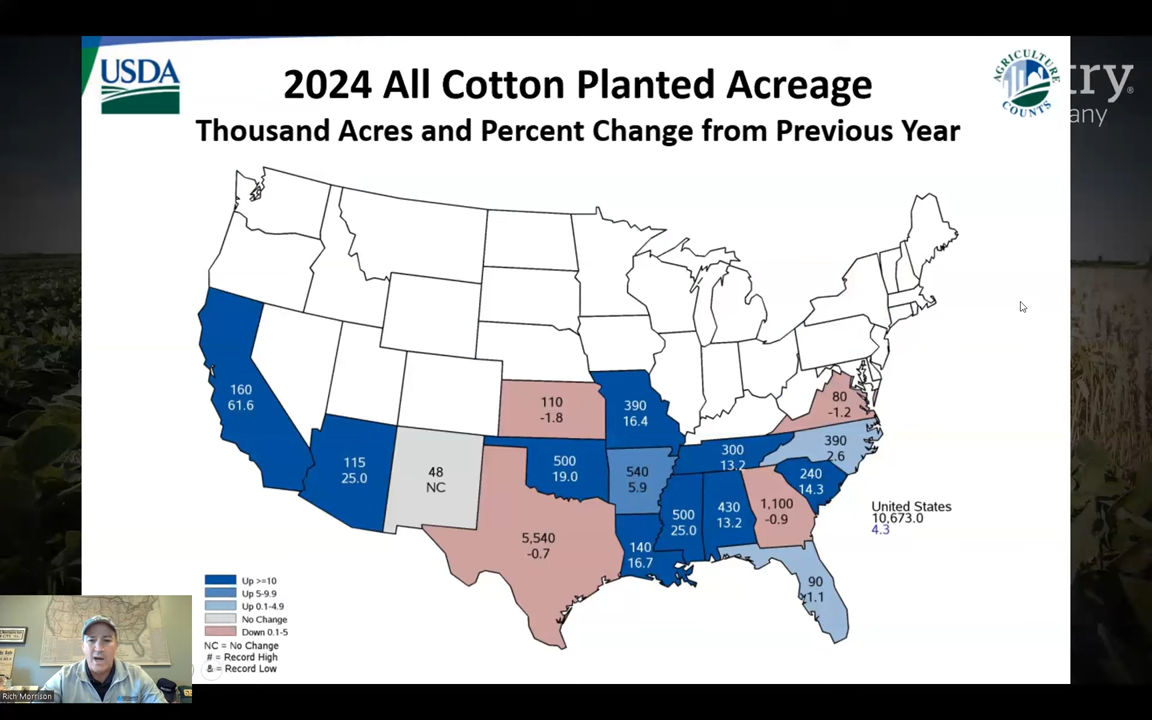 USDA
2024 All Cotton Planted Acreage
Thousand Acres and Percent Change from Previous Year
AGRICULTURE COUNTS
try®
any
160
61.6
115
25.0
48
NC
110
-1.8
500
19.0
5,540
-0.7
390
16.4
540
5.9
140
16.7
500
25.0
300
13.2
430
13.2
1,100
-0.9
90
1.1
240
14.3
390
2.6
80
-1.2
United States
10,673.0
4.3
Up >=10
Up 5-9.9
Up 0.1-4.9
No Change
Down 0.1-5
NC = No Change
# = Record High
& = Record Low
Rich Morrison